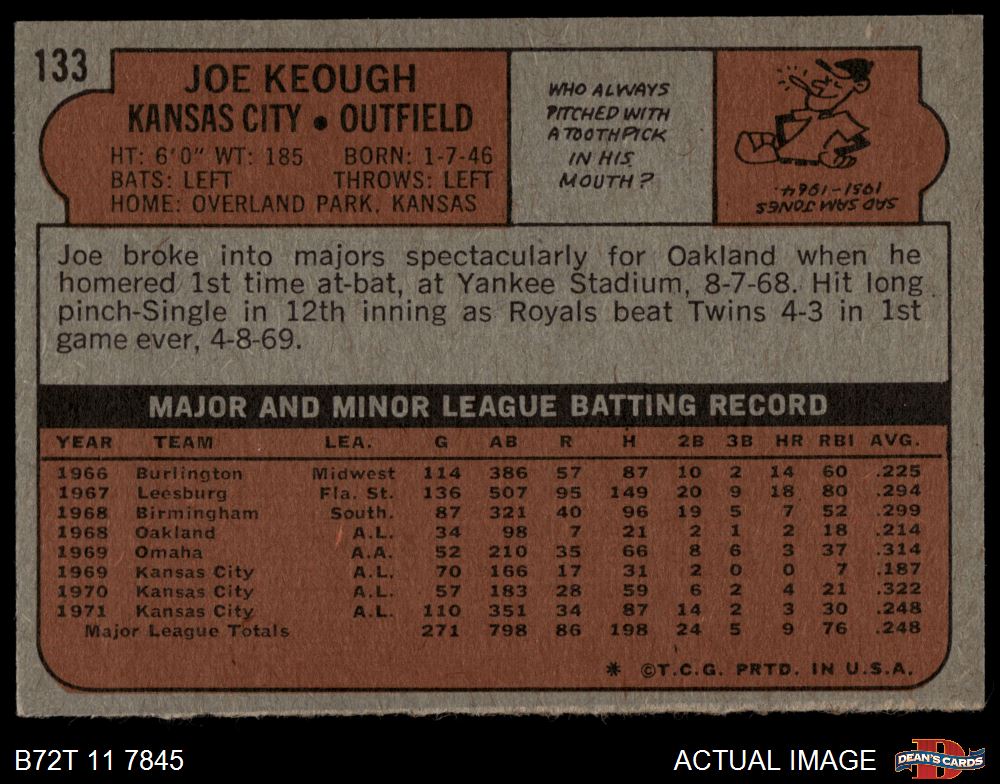 133
JOE KEOUGH
KANSAS CITY • OUTFIELD
HT: 6'0" WT: 185 BORN: 1-7-46
BATS: LEFT THROWS: LEFT
HOME: OVERLAND PARK, KANSAS
WHO ALWAYS
PITCHED WITH
A TOOTHPICK
IN HIS
MOUTH?
SAD SAM JONES
1951-1964.
Joe broke into majors spectacularly for Oakland when he
homered 1st time at-bat, at Yankee Stadium, 8-7-68. Hit long
pinch-Single in 12th inning as Royals beat Twins 4-3 in 1st
game ever, 4-8-69.
MAJOR AND MINOR LEAGUE BATTING RECORD
YEAR TEAM LEA. G AB R H 2B 3B HR RBI AVG.
1966 Burlington Midwest 114 386 57 87 10 2 14 60 .225
1967 Leesburg Fla. St. 136 507 95 149 20 9 18 80 .294
1968 Birmingham South. 87 321 40 96 19 5 7 52 .299
1968 Oakland A.L. 34 98 7 21 2 1 2 18 .214
1969 Omaha A.A. 52 210 35 66 8 6 3 37 .314
1969 Kansas City A.L. 70 166 17 31 2 0 0 7 .187
1970 Kansas City A.L. 57 183 28 59 6 2 4 21 .322
1971 Kansas City A.L. 110 351 34 87 14 2 3 30 .248
Major League Totals 271 798 86 198 24 5 9 76 .248
* ©T.C.G. PRTD. IN U.S.A.
B72T 11 7845
ACTUAL IMAGE
DEAN'S CARDS